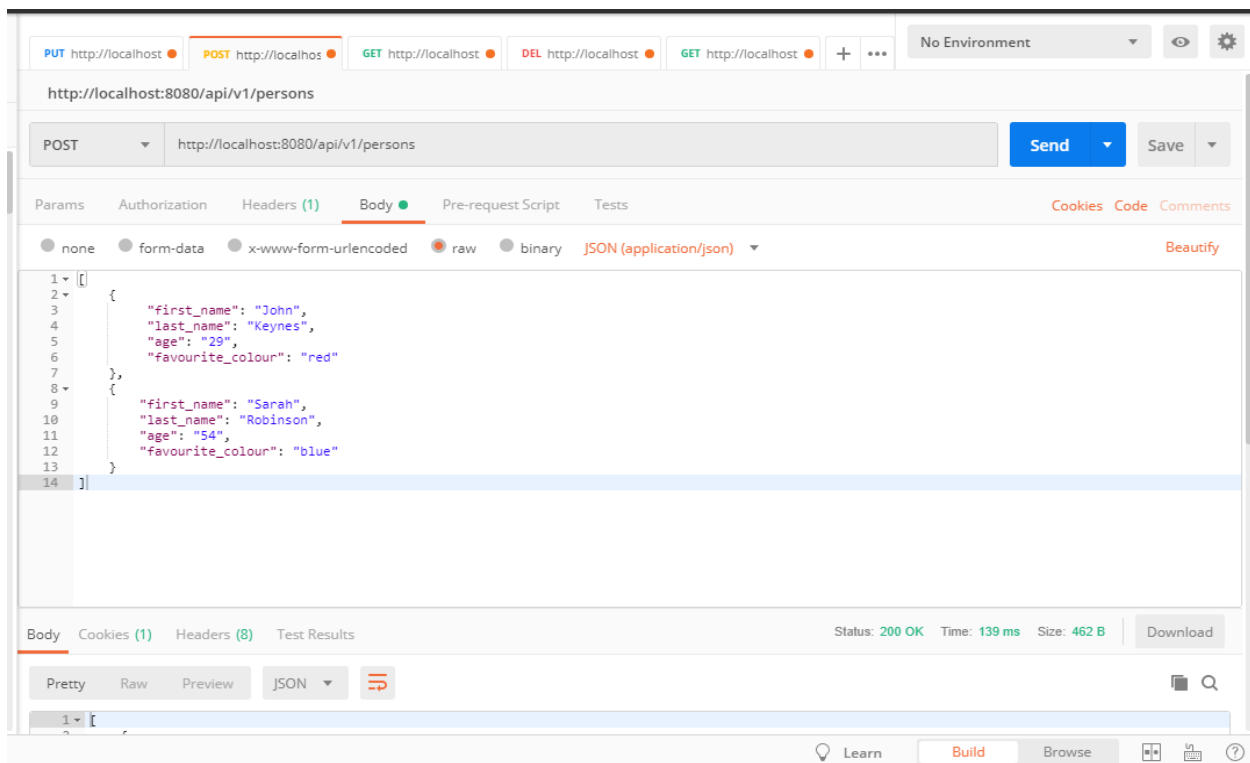 PUT http://localhost POST http://localhos GET http://localhost DEL http://localhost GET http://localhost + ••• No Environment
http://localhost:8080/api/v1/persons
POST http://localhost:8080/api/v1/persons Send Save
Params Authorization Headers (1) Body Pre-request Script Tests Cookies Code Comments
none form-data x-www-form-urlencoded raw binary JSON (application/json) Beautify
1 [
2 {
3 "first_name": "John",
4 "last_name": "Keynes",
5 "age": "29",
6 "favourite_colour": "red"
7 },
8 {
9 "first_name": "Sarah",
10 "last_name": "Robinson",
11 "age": "54",
12 "favourite_colour": "blue"
13 }
14 ]
Body Cookies (1) Headers (8) Test Results Status: 200 OK Time: 139 ms Size: 462 B Download
Pretty Raw Preview JSON
1 [
Learn Build Browse ?